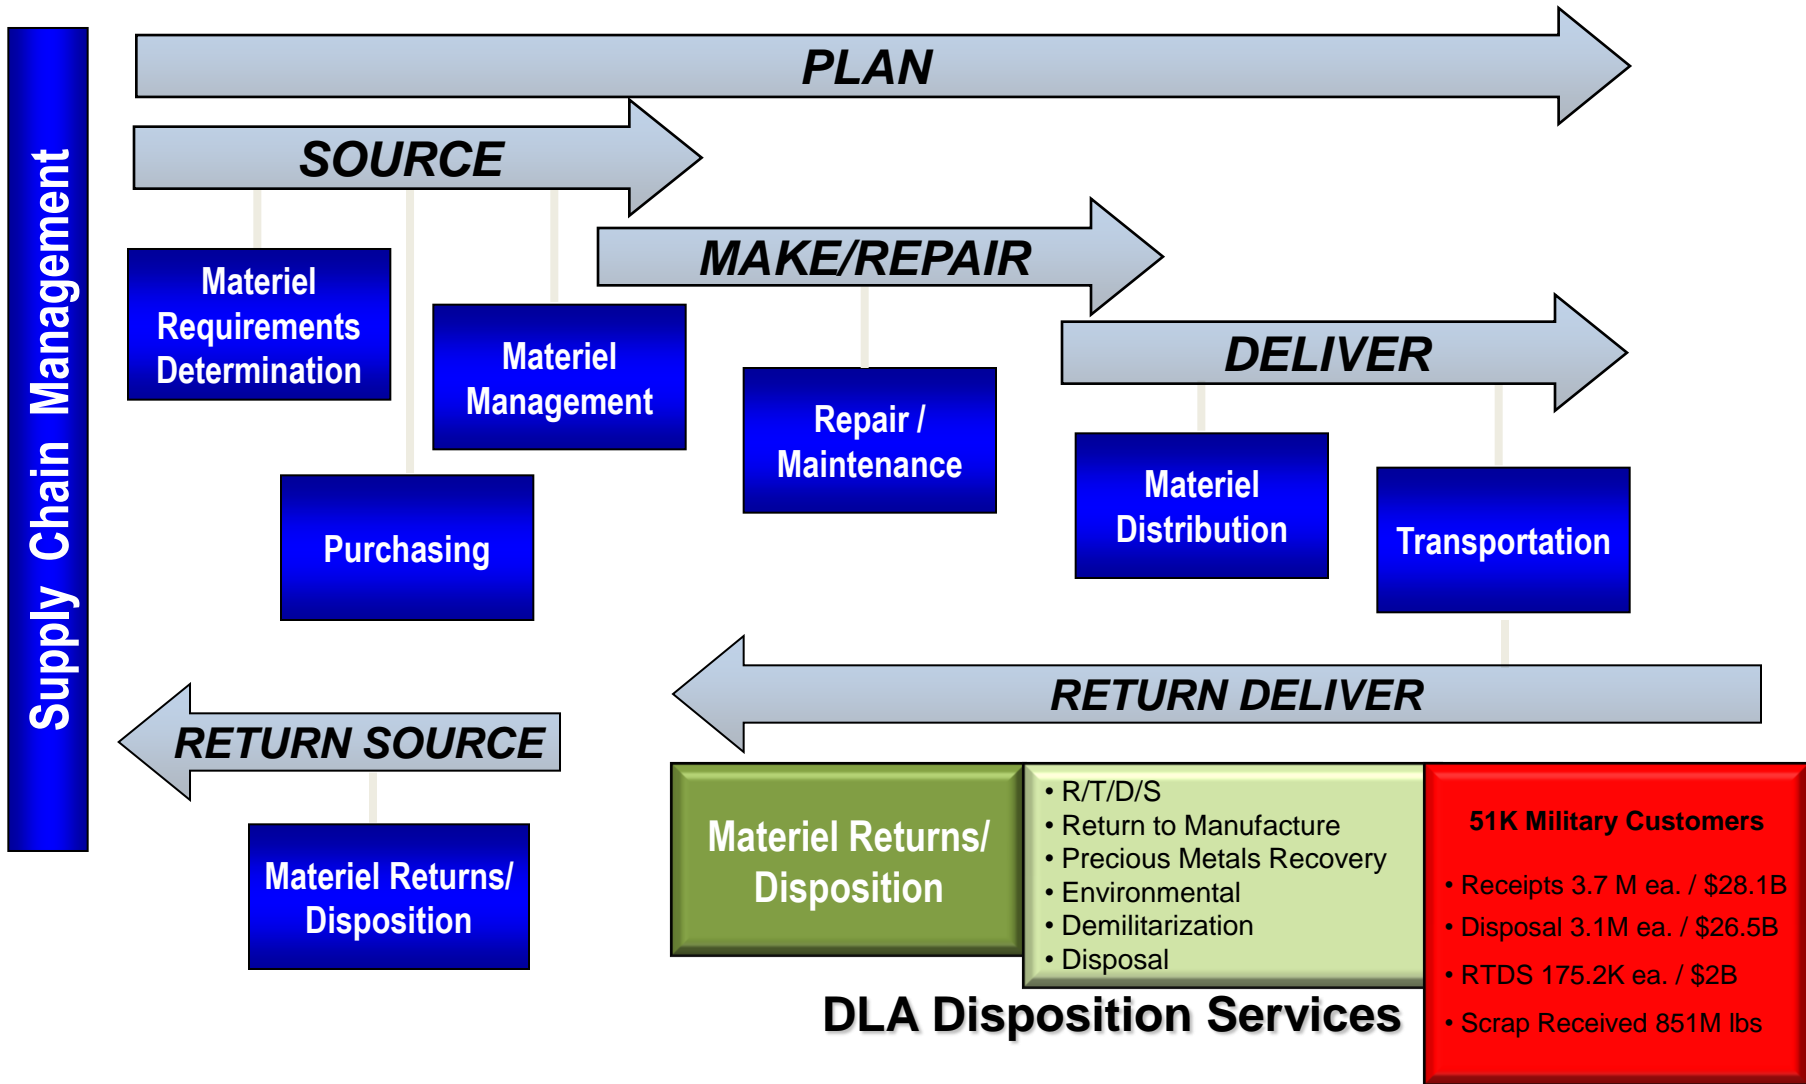 Supply Chain Management
PLAN
SOURCE
Materiel
Requirements
Determination
Purchasing
Materiel
Management
MAKE/REPAIR
Repair /
Maintenance
DELIVER
Materiel
Distribution
Transportation
RETURN DELIVER
RETURN SOURCE
Materiel Returns/
Disposition
Materiel Returns/
Disposition
• R/T/D/S
• Return to Manufacture
• Precious Metals Recovery
• Environmental
• Demilitarization
• Disposal
51K Military Customers
• Receipts 3.7 M ea. / $28.1B
• Disposal 3.1M ea. / $26.5B
• RTDS 175.2K ea. / $2B
• Scrap Received 851M lbs
DLA Disposition Services